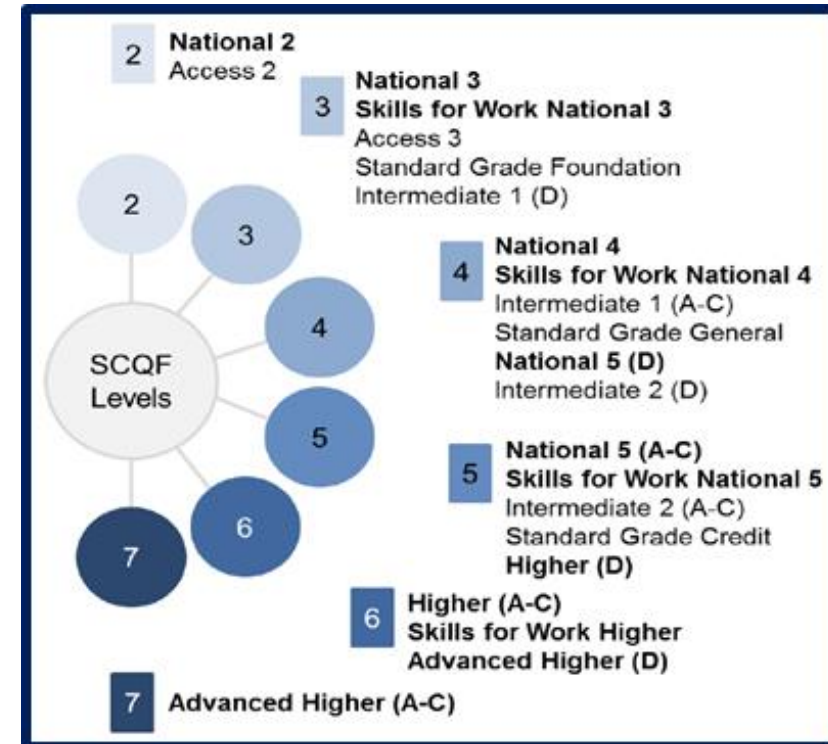 2
National 2
Access 2
3
National 3
Skills for Work National 3
Access 3
Standard Grade Foundation
Intermediate 1 (D)
2
3
4
National 4
Skills for Work National 4
Intermediate 1 (A-C)
Standard Grade General
National 5 (D)
Intermediate 2 (D)
4
SCQF
Levels
5
5
National 5 (A-C)
Skills for Work National 5
Intermediate 2 (A-C)
Standard Grade Credit
Higher (D)
6
7
6
Higher (A-C)
Skills for Work Higher
Advanced Higher (D)
7
Advanced Higher (A-C)